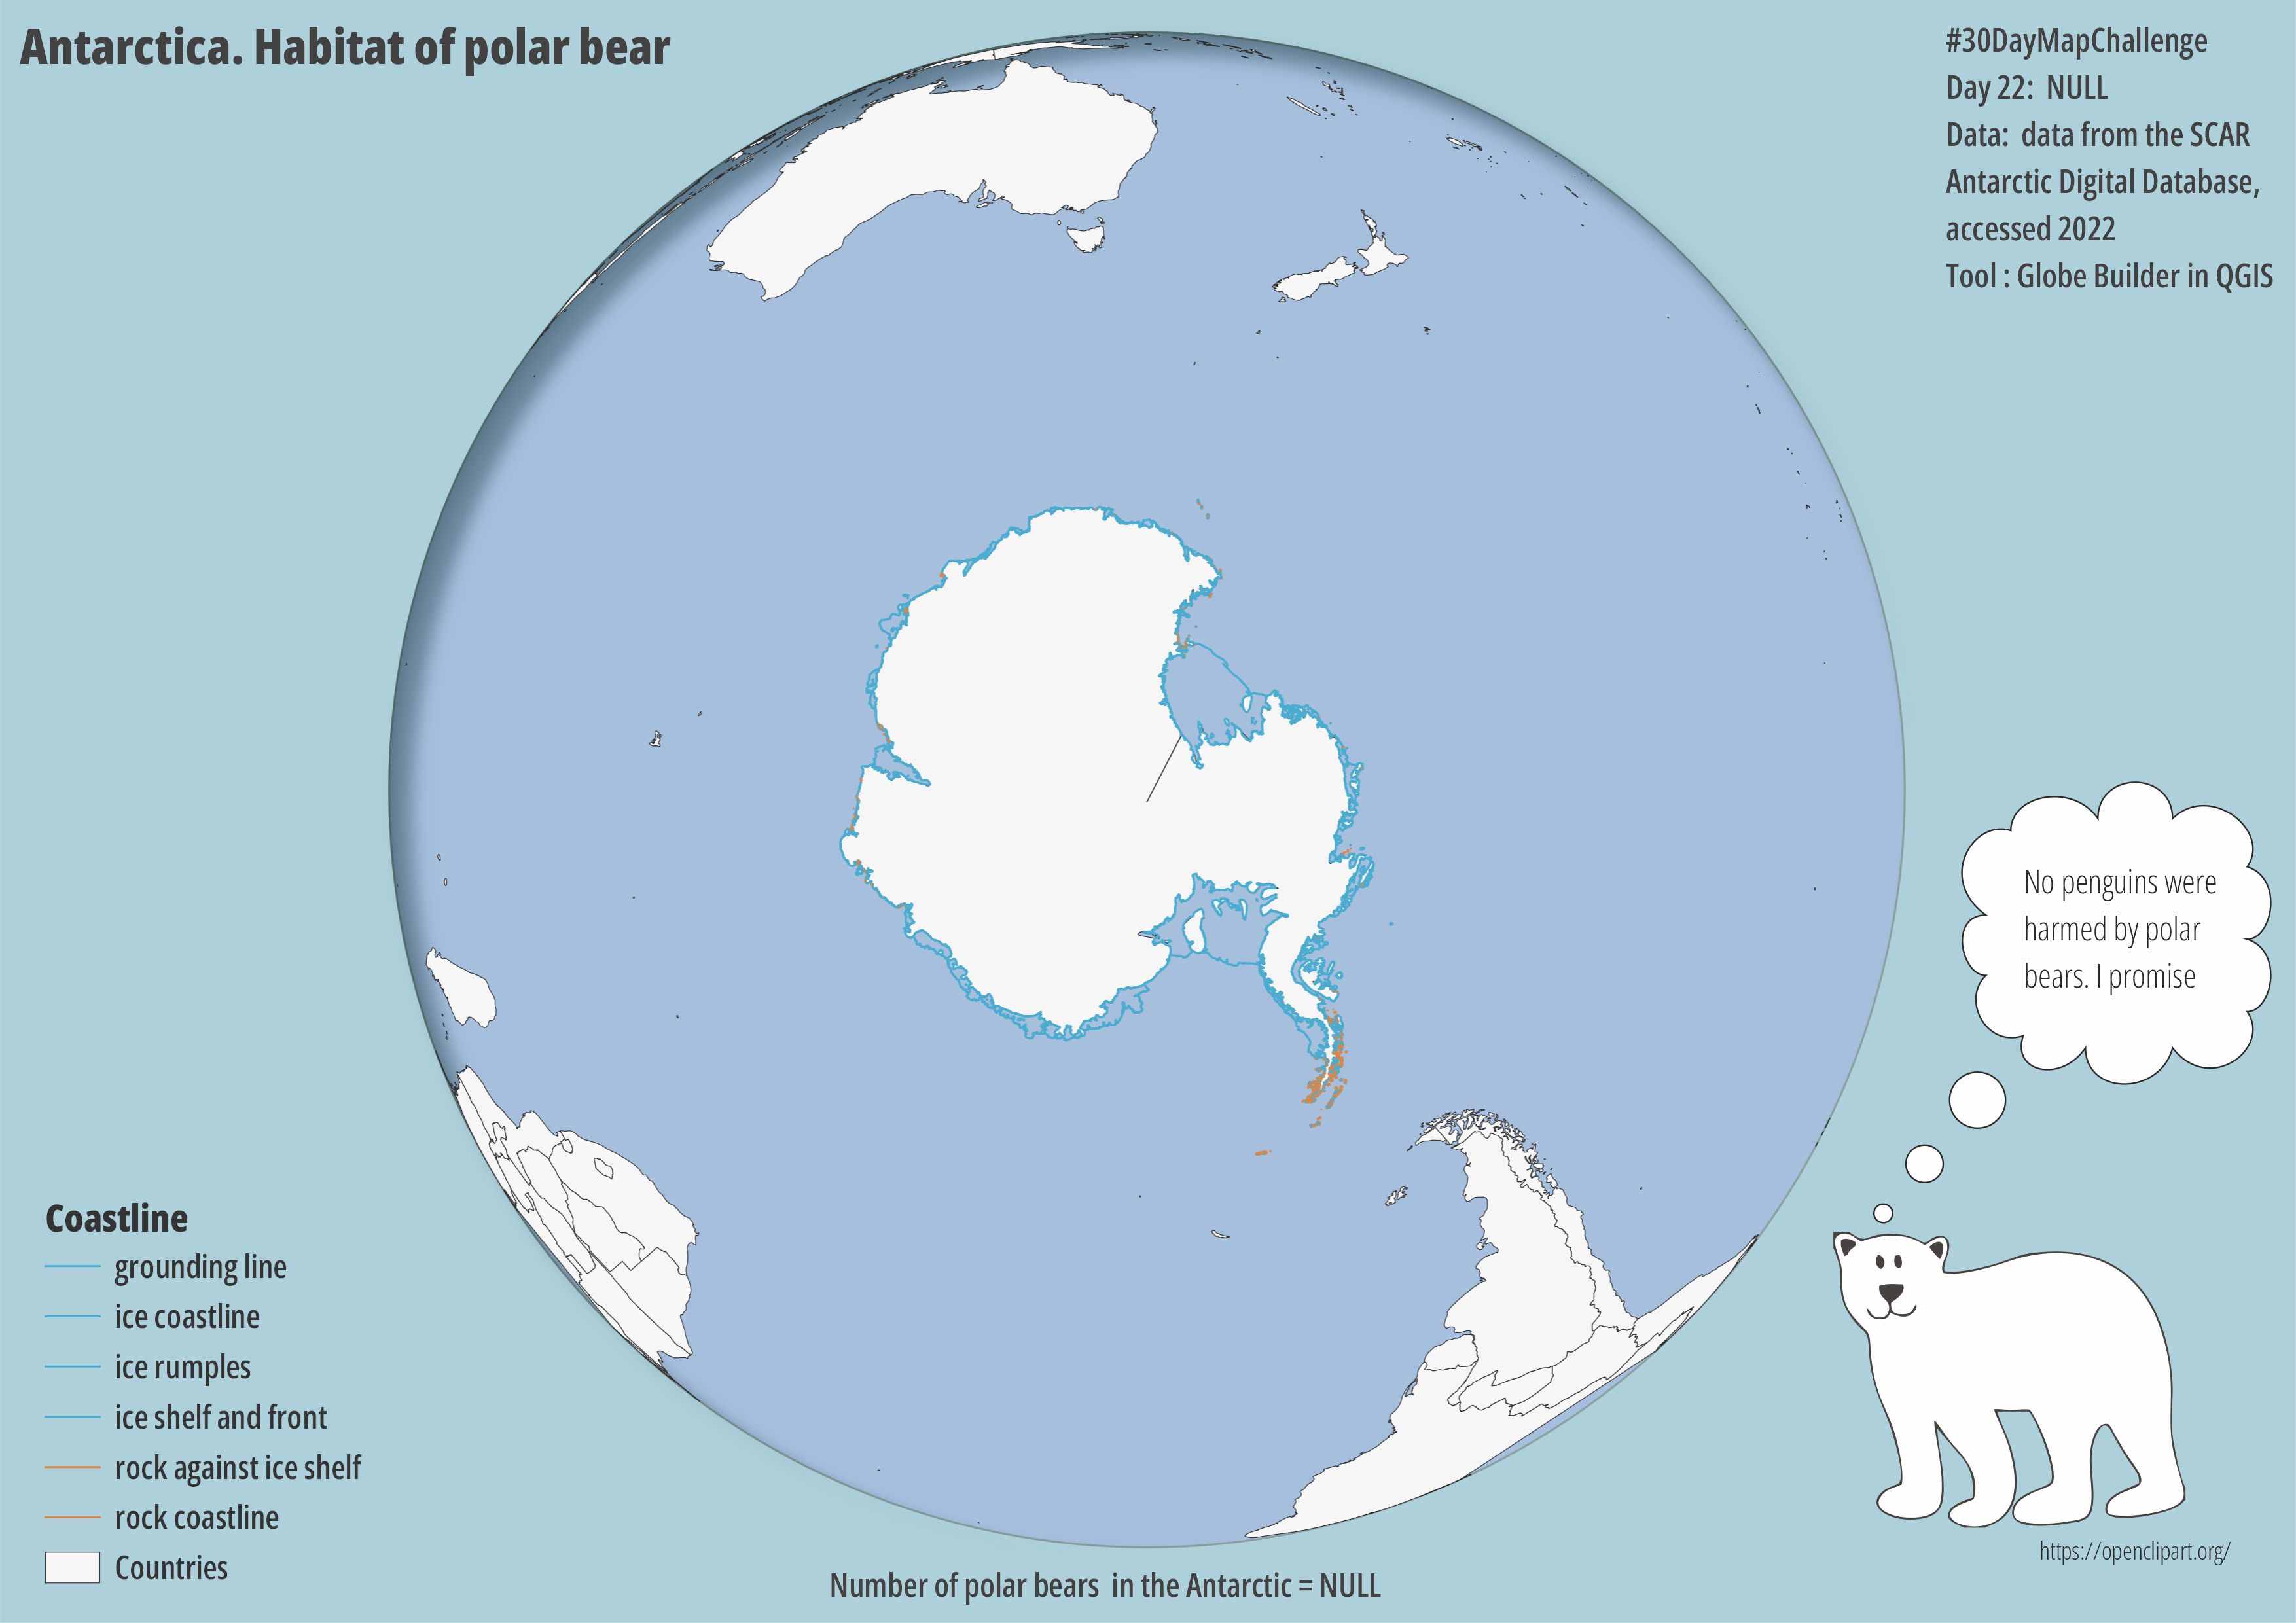 Antarctica. Habitat of polar bear
#30DayMapChallenge
Day 22:  NULL
Data:  data from the SCAR
Antarctic Digital Database,
accessed 2022
Tool : Globe Builder in QGIS
No penguins were
harmed by polar
bears. I promise
Coastline
grounding line
ice coastline
ice rumples
ice shelf and front
rock against ice shelf
rock coastline
Countries
https://openclipart.org/
Number of polar bears  in the Antarctic = NULL